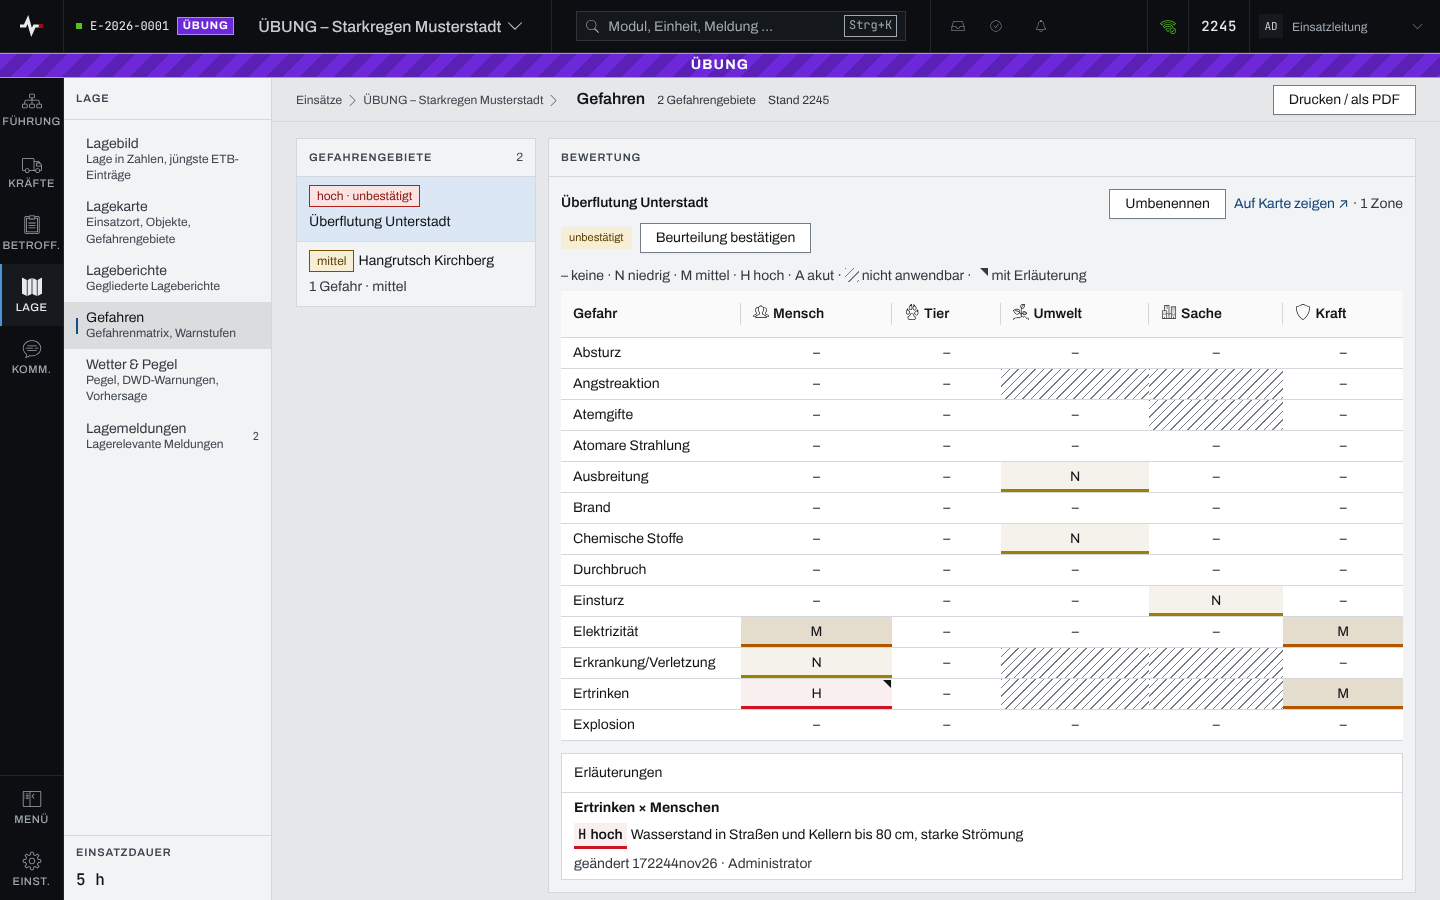 E-2026-0001 ÜBUNG ÜBUNG – Starkregen Musterstadt Modul, Einheit, Meldung ... Strg+K 2245 AD Einsatzleitung
ÜBUNG
FÜHRUNG
KRÄFTE
BETROFF.
LAGE
KOMM.
MENÜ
EINST.
LAGE
Lagebild
Lage in Zahlen, jüngste ETB-
Einträge
Lagekarte
Einsatzort, Objekte,
Gefahrengebiete
Lageberichte
Gegliederte Lageberichte
Gefahren
Gefahrenmatrix, Warnstufen
Wetter & Pegel
Pegel, DWD-Warnungen,
Vorhersage
Lagemeldungen
Lagerelevante Meldungen 2
EINSATZDAUER
5 h
Einsätze ÜBUNG – Starkregen Musterstadt Gefahren 2 Gefahrengebiete Stand 2245 Drucken / als PDF
GEFAHRENGEBIETE 2
hoch · unbestätigt
Überflutung Unterstadt
mittel Hangrutsch Kirchberg
1 Gefahr · mittel
BEWERTUNG
Überflutung Unterstadt Umbenennen Auf Karte zeigen ↗ · 1 Zone
unbestätigt Beurteilung bestätigen
– keine · N niedrig · M mittel · H hoch · A akut · nicht anwendbar · mit Erläuterung
Gefahr Mensch Tier Umwelt Sache Kraft
Absturz – – – – –
Angstreaktion – – –
Atemgifte – – – –
Atomare Strahlung – – – – –
Ausbreitung – – N – –
Brand – – – – –
Chemische Stoffe – – N – –
Durchbruch – – – – –
Einsturz – – – N –
Elektrizität M – – – M
Erkrankung/Verletzung N – –
Ertrinken H – M
Explosion – – – – –
Erläuterungen
Ertrinken × Menschen
H hoch Wasserstand in Straßen und Kellern bis 80 cm, starke Strömung
geändert 172244nov26 · Administrator